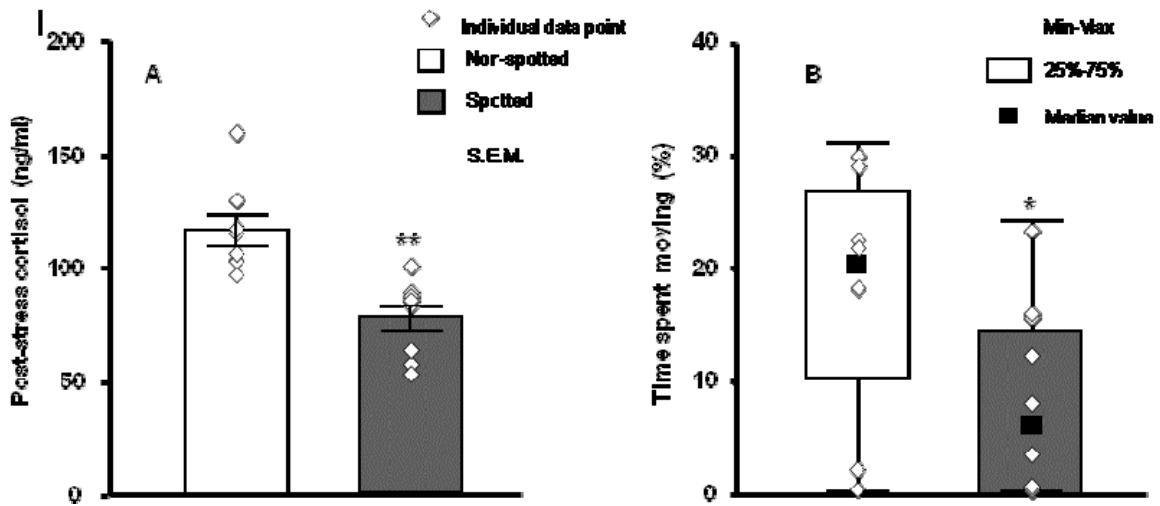 Individual data point
Nor-spotted
Spotted
S.E.M.
A
**
Post-stress cortisol (ng/ml)
200
150
100
50
0
Min-Max
25%-75%
Median value
B
*
Time spent moving (%)
40
30
20
10
0